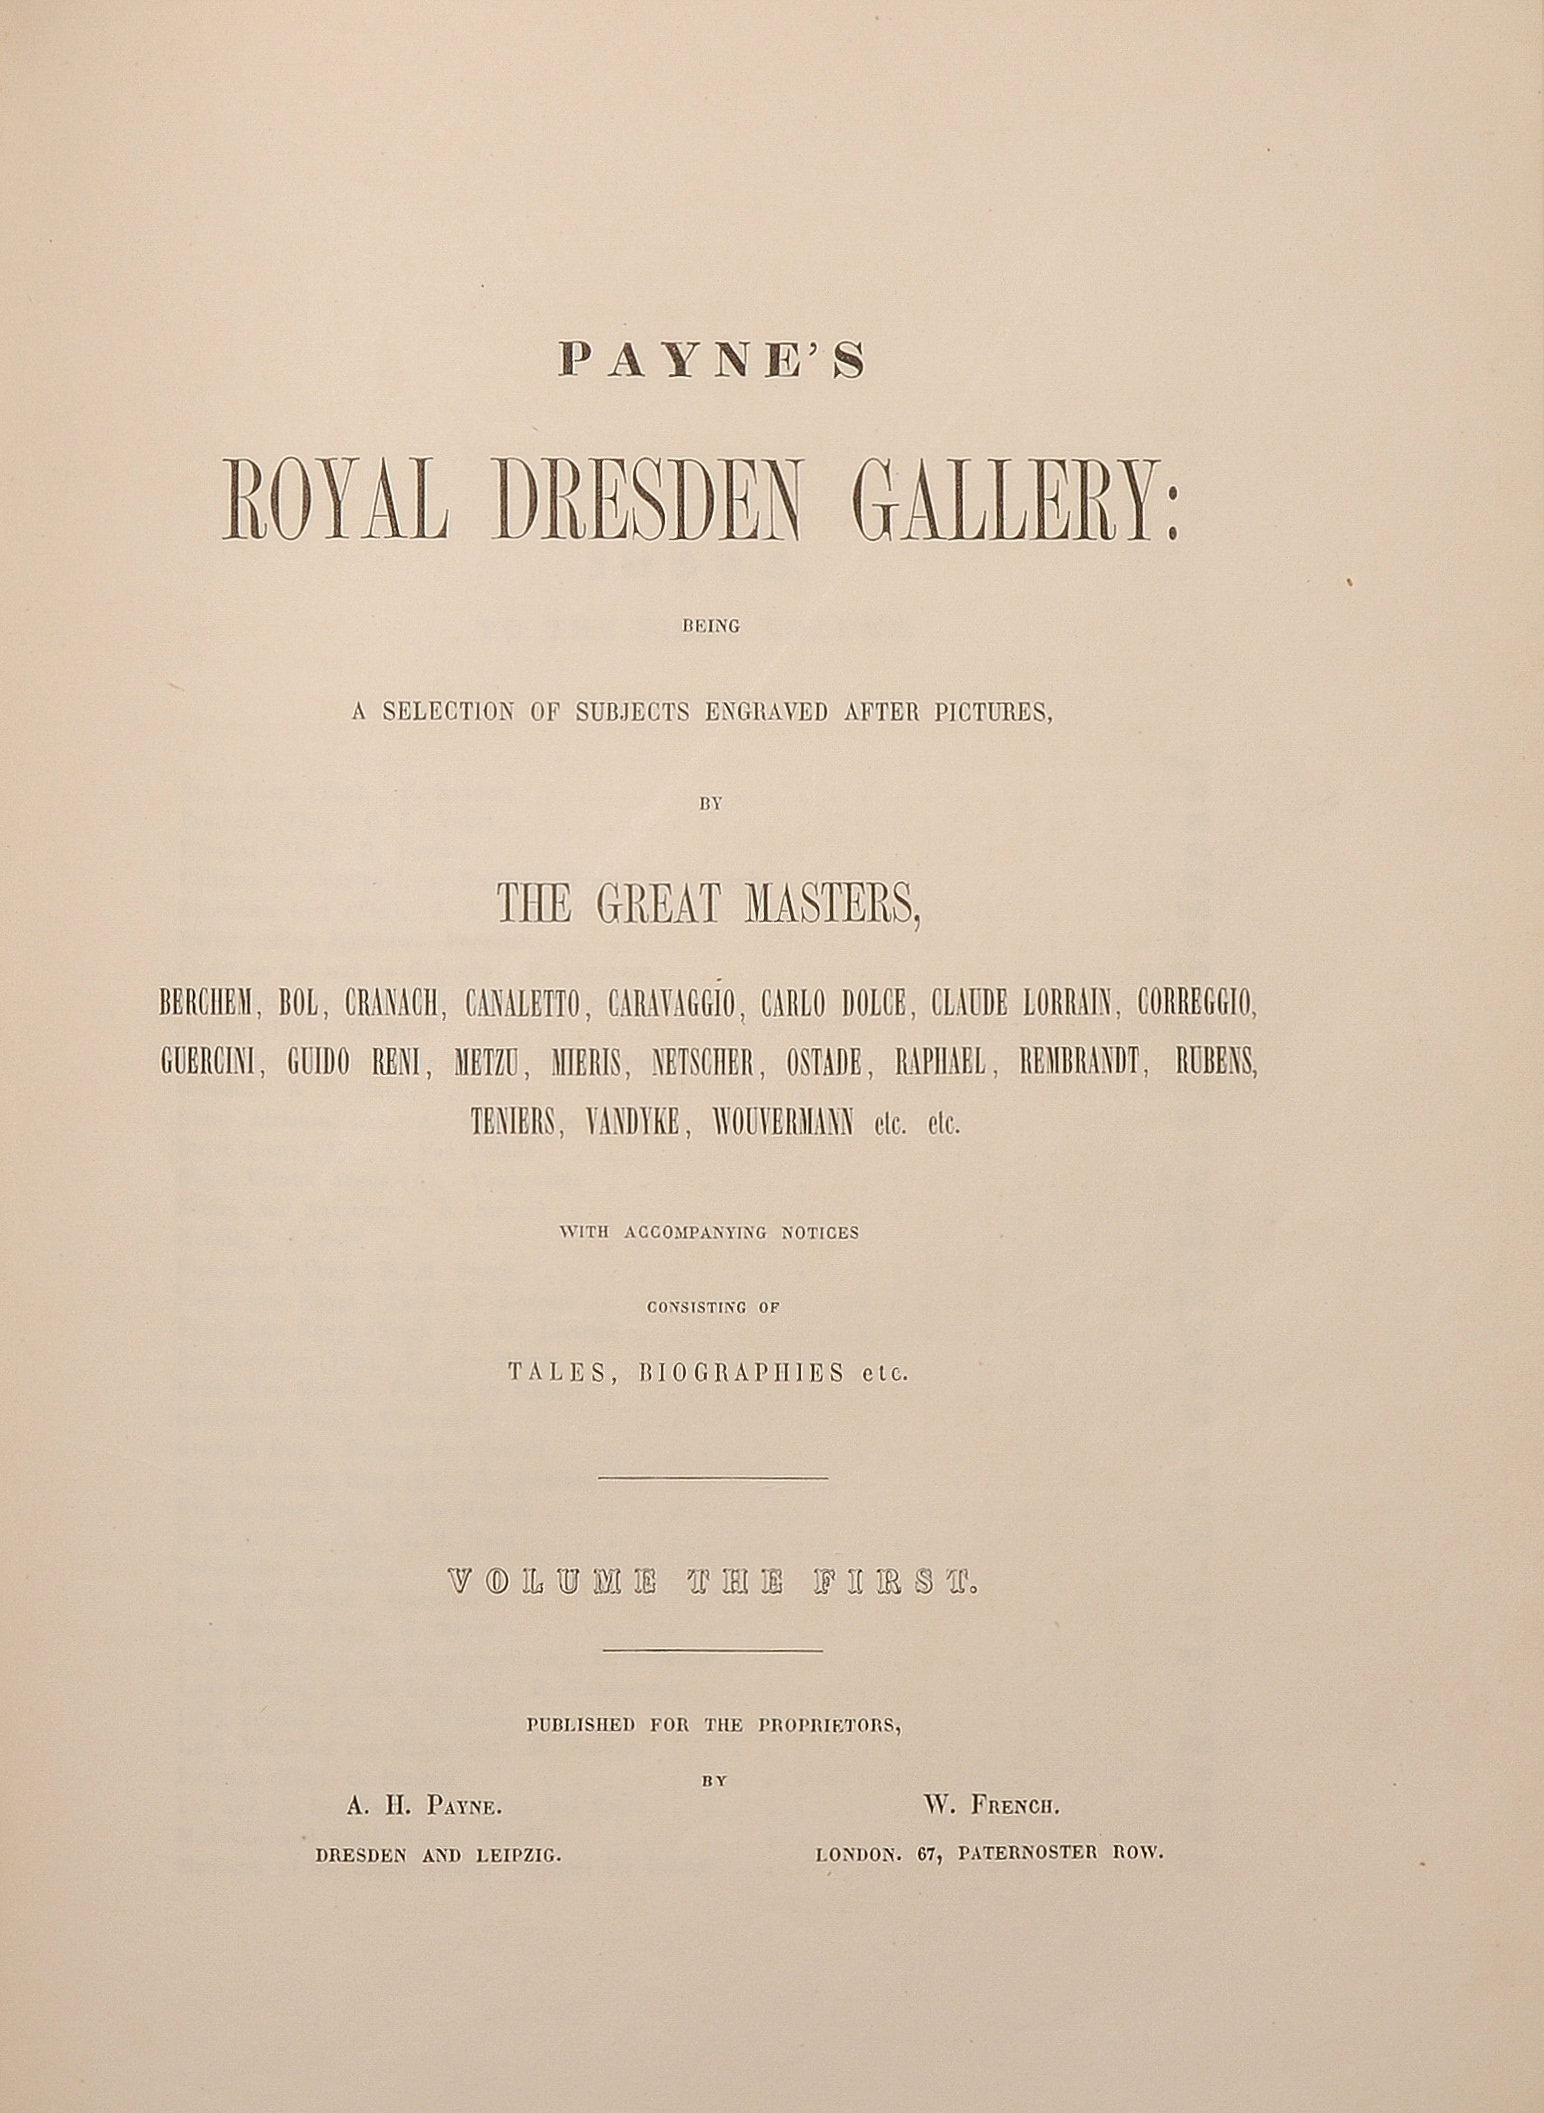 PAYNE'S
ROYAL DRESDEN GALLERY:
BEING
A SELECTION OF SUBJECTS ENGRAVED AFTER PICTURES,
BY
THE GREAT MASTERS,
BERCHEM, BOL, CRANACH, CANALETTO, CARAVAGGIO, CARLO DOLCE, CLAUDE LORRAIN, CORREGGIO,
GUERCINI, GUIDO RENI, METZU, MIERIS, NETSCHER, OSTADE, RAPHAEL, REMBRANDT, RUBENS,
TENIERS, VANDYKE, WOUVERMANN etc. etc.
WITH ACCOMPANYING NOTICES
CONSISTING OF
TALES, BIOGRAPHIES etc.
VOLUME THE FIRST.
PUBLISHED FOR THE PROPRIETORS,
BY
A. H. PAYNE. W. FRENCH.
DRESDEN AND LEIPZIG. LONDON. 67, PATERNOSTER ROW.